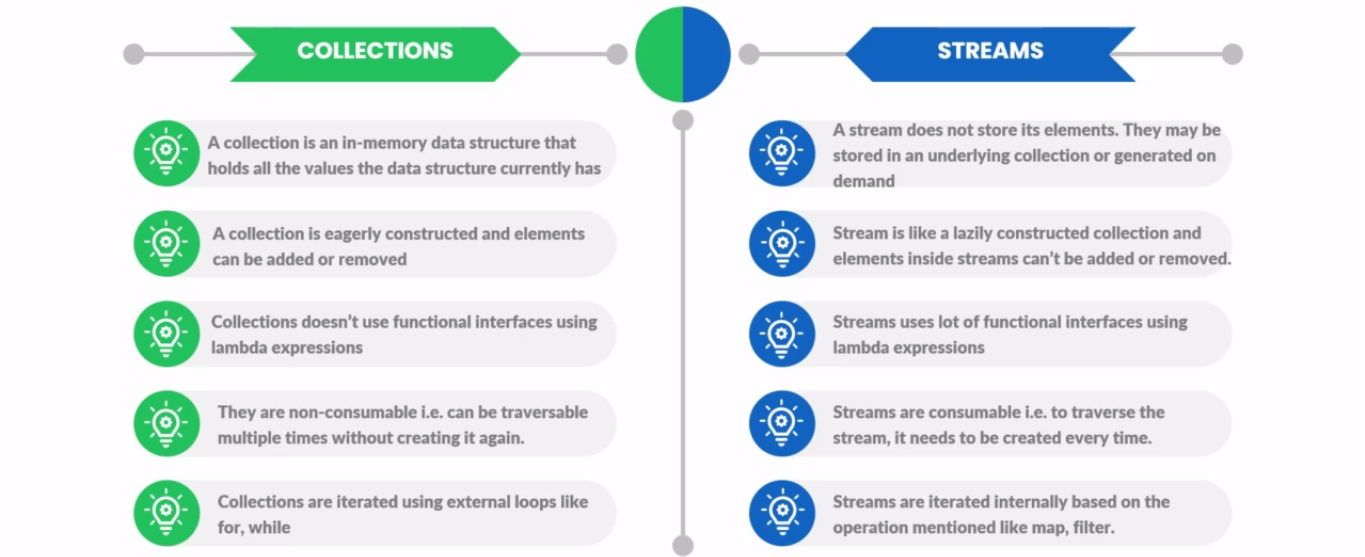 COLLECTIONS
A collection is an in-memory data structure that
holds all the values the data structure currently has
A collection is eagerly constructed and elements
can be added or removed
Collections doesn't use functional interfaces using
lambda expressions
They are non-consumable i.e. can be traversable
multiple times without creating it again.
Collections are iterated using external loops like
for, while
STREAMS
A stream does not store its elements. They may be
stored in an underlying collection or generated on
demand
Stream is like a lazily constructed collection and
elements inside streams can't be added or removed.
Streams uses lot of functional interfaces using
lambda expressions
Streams are consumable i.e. to traverse the
stream, it needs to be created every time.
Streams are iterated internally based on the
operation mentioned like map, filter.